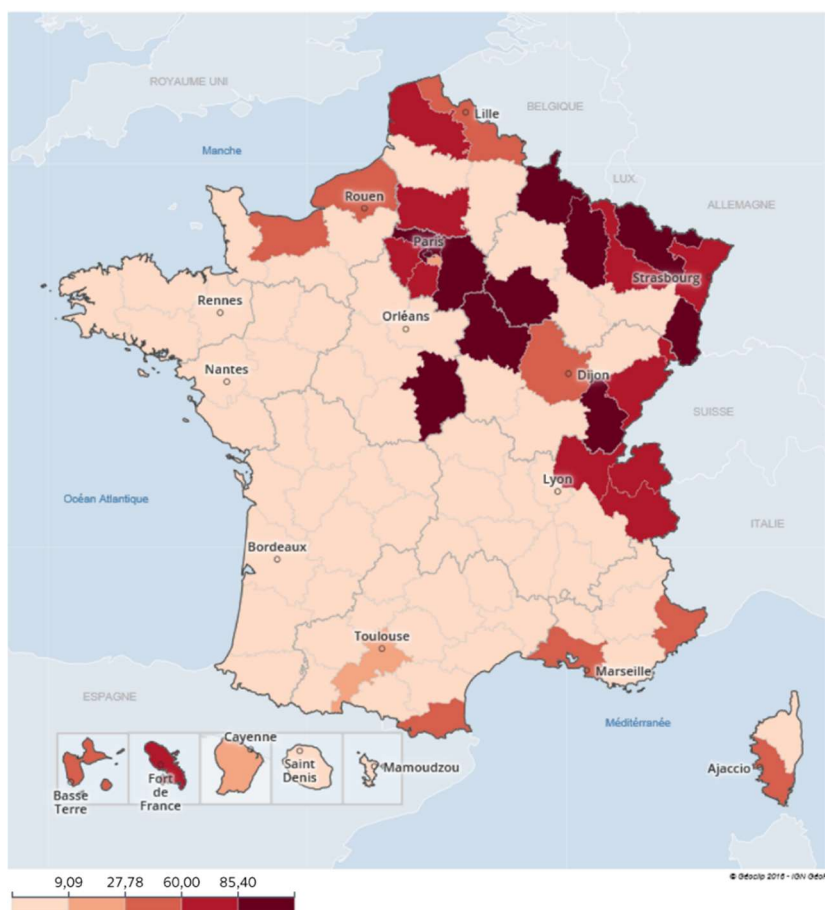 ROYAUME UNI
BELGIQUE
Lille
Manche
LUX.
ALLEMAGNE
Rouen
Paris
Strasbourg
Rennes
Orléans
Nantes
Dijon
SUISSE
Lyon
Océan Atlantique
ITALIE
Bordeaux
Toulouse
Marseille
ESPAGNE
Méditérranée
Cayenne
Saint
Denis
Mamoudzou
Ajaccio
Fort
de
France
Basse
Terre
© Géoclip 2016 - IGN GéoF
9,09 27,78 60,00 85,40